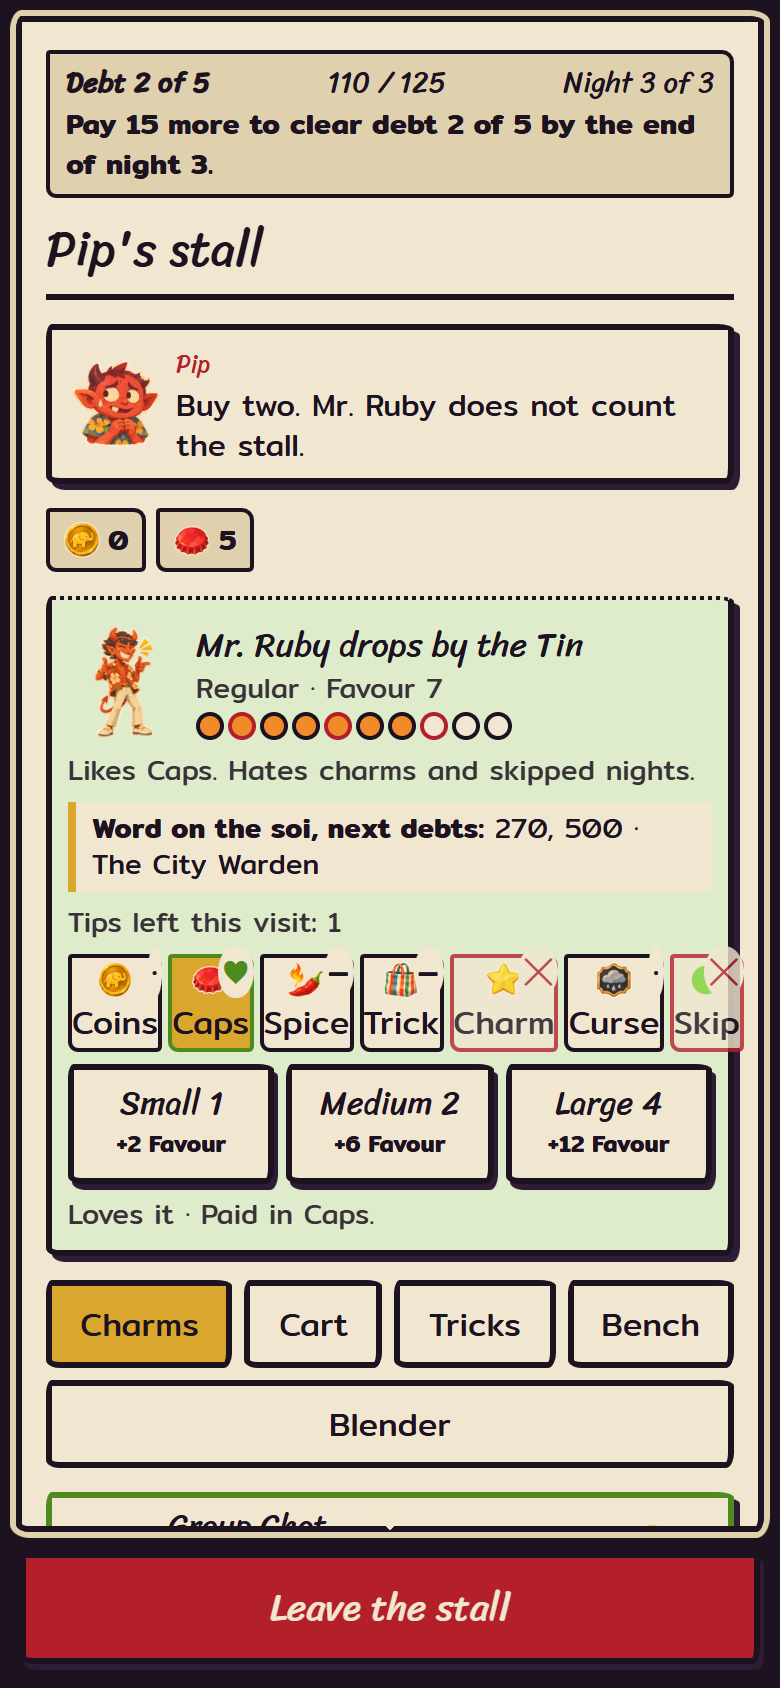 Debt 2 of 5 110 / 125 Night 3 of 3
Pay 15 more to clear debt 2 of 5 by the end
of night 3.
Pip's stall
Pip
Buy two. Mr. Ruby does not count
the stall.
0 5
Mr. Ruby drops by the Tin
Regular · Favour 7
Likes Caps. Hates charms and skipped nights.
Word on the soi, next debts: 270, 500 ·
The City Warden
Tips left this visit: 1
Coins Caps Spice Trick Charm Curse Skip
Small 1 Medium 2 Large 4
+2 Favour +6 Favour +12 Favour
Loves it · Paid in Caps.
Charms Cart Tricks Bench
Blender
Group Chat
Leave the stall